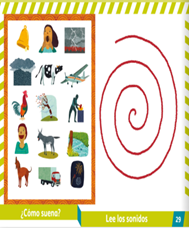 ¿Cómo suena?
Lee los sonidos
29